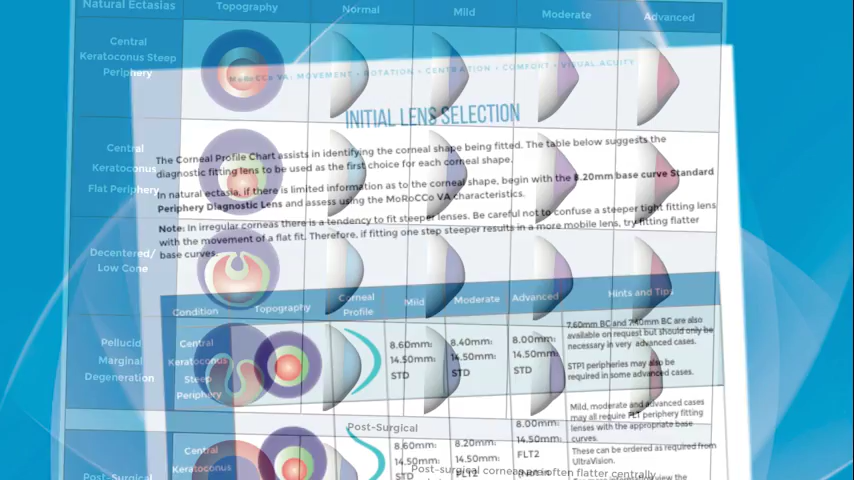 Natural Ectasias Topography Normal Mild Moderate Advanced
Central
Keratoconus Steep
Periphery
MoRoCCo VA: MOVEMENT • ROTATION • CENTRATION • COMFORT • VISUAL ACUITY
INITIAL LENS SELECTION
Central
Keratoconus
Flat Periphery
The Corneal Profile Chart assists in identifying the corneal shape being fitted. The table below suggests the
diagnostic fitting lens to be used as the first choice for each corneal shape.
In natural ectasia, if there is limited information as to the corneal shape, begin with the 8.20mm base curve Standard
Periphery Diagnostic Lens and assess using the MoRoCCo VA characteristics.
Note: In irregular corneas there is a tendency to fit steeper lenses. Be careful not to confuse a steeper tight fitting lens
with the movement of a flat fit. Therefore, if fitting one step steeper results in a more mobile lens, try fitting flatter
base curves.
Decentered/
Low Cone
Condition Topography Corneal
Profile Mild Moderate Advanced Hints and Tips
Pellucid
Marginal
Degeneration
Central
Keratoconus
Steep
Periphery
8.60mm:
14.50mm:
STD
8.40mm:
14.50mm:
STD
8.00mm:
14.50mm:
STD
7.60mm BC and 7.40mm BC are also
available on request but should only be
necessary in very advanced cases.
STP1 peripheries may also be
required in some advanced cases.
Post-Surgical
Central
Keratoconus
8.60mm:
14.50mm:
STD
8.20mm:
14.50mm:
FLT2
8.00mm:
14.50mm:
FLT2
Mild, moderate and advanced cases
may all require FLT periphery fitting
lenses with the appropriate base
curves.
These can be ordered as required from
UltraVision.
Post-Surgical
Post-surgical corneas are often flatter centrally